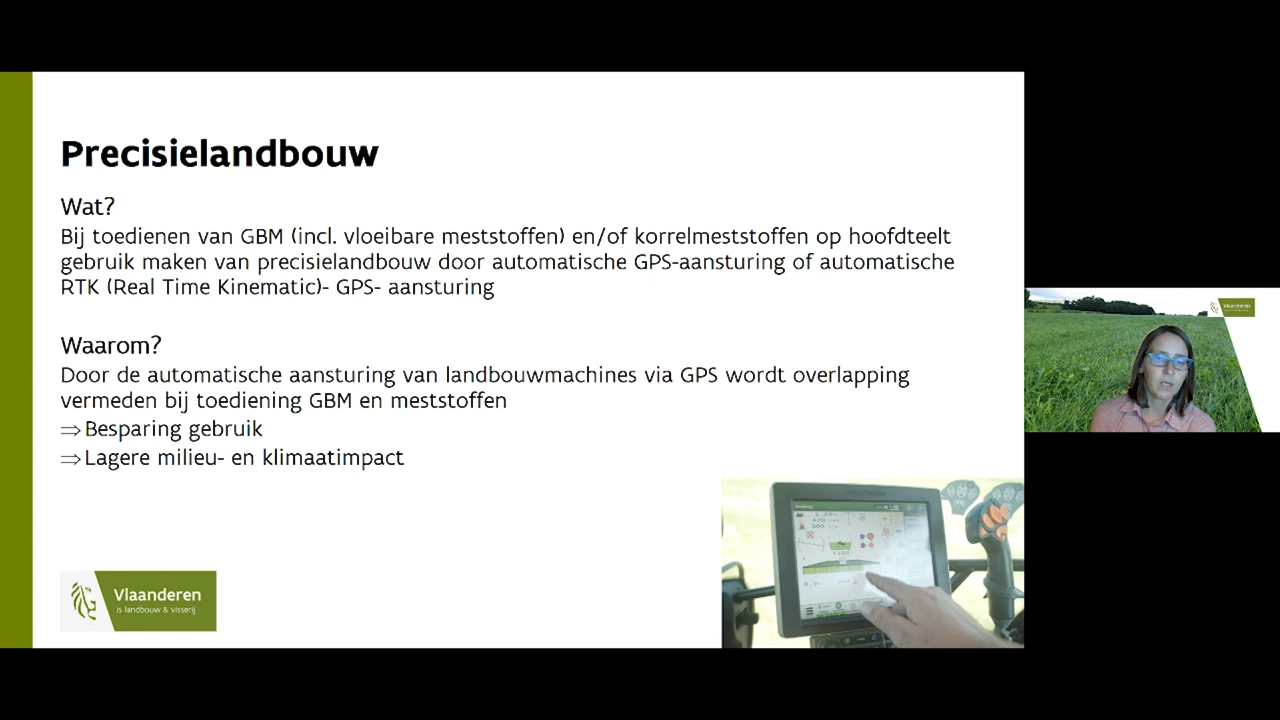 Precisielandbouw
Wat?
Bij toedienen van GBM (incl. vloeibare meststoffen) en/of korrelmeststoffen op hoofdteelt
gebruik maken van precisielandbouw door automatische GPS-aansturing of automatische
RTK (Real Time Kinematic)- GPS- aansturing
Waarom?
Door de automatische aansturing van landbouwmachines via GPS wordt overlapping
vermeden bij toediening GBM en meststoffen
⇒Besparing gebruik
⇒Lagere milieu- en klimaatimpact
Vlaanderen
is landbouw & visserij
Vlaanderen